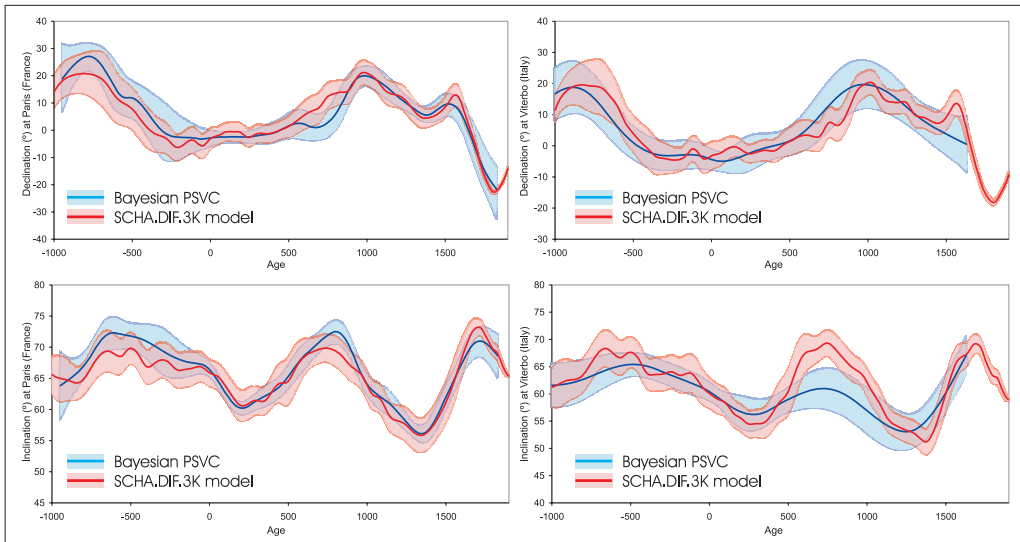 40
30
20
10
0
-10
-20
-30
-40
Declination (º) at Paris (France)
Bayesian PSVC
SCHA.DIF.3K model
-1000 -500 0 500 1000 1500
Age
40
30
20
10
0
-10
-20
-30
Declination (º) at Viterbo (Italy)
Bayesian PSVC
SCHA.DIF.3K model
-1000 -500 0 500 1000 1500
Age
80
75
70
65
60
55
50
45
Inclination (º) at Paris (France)
Bayesian PSVC
SCHA.DIF.3K model
-1000 -500 0 500 1000 1500
Age
80
75
70
65
60
55
50
45
40
Inclination (º) at Viterbo (Italy)
Bayesian PSVC
SCHA.DIF.3K model
-1000 -500 0 500 1000 1500
Age